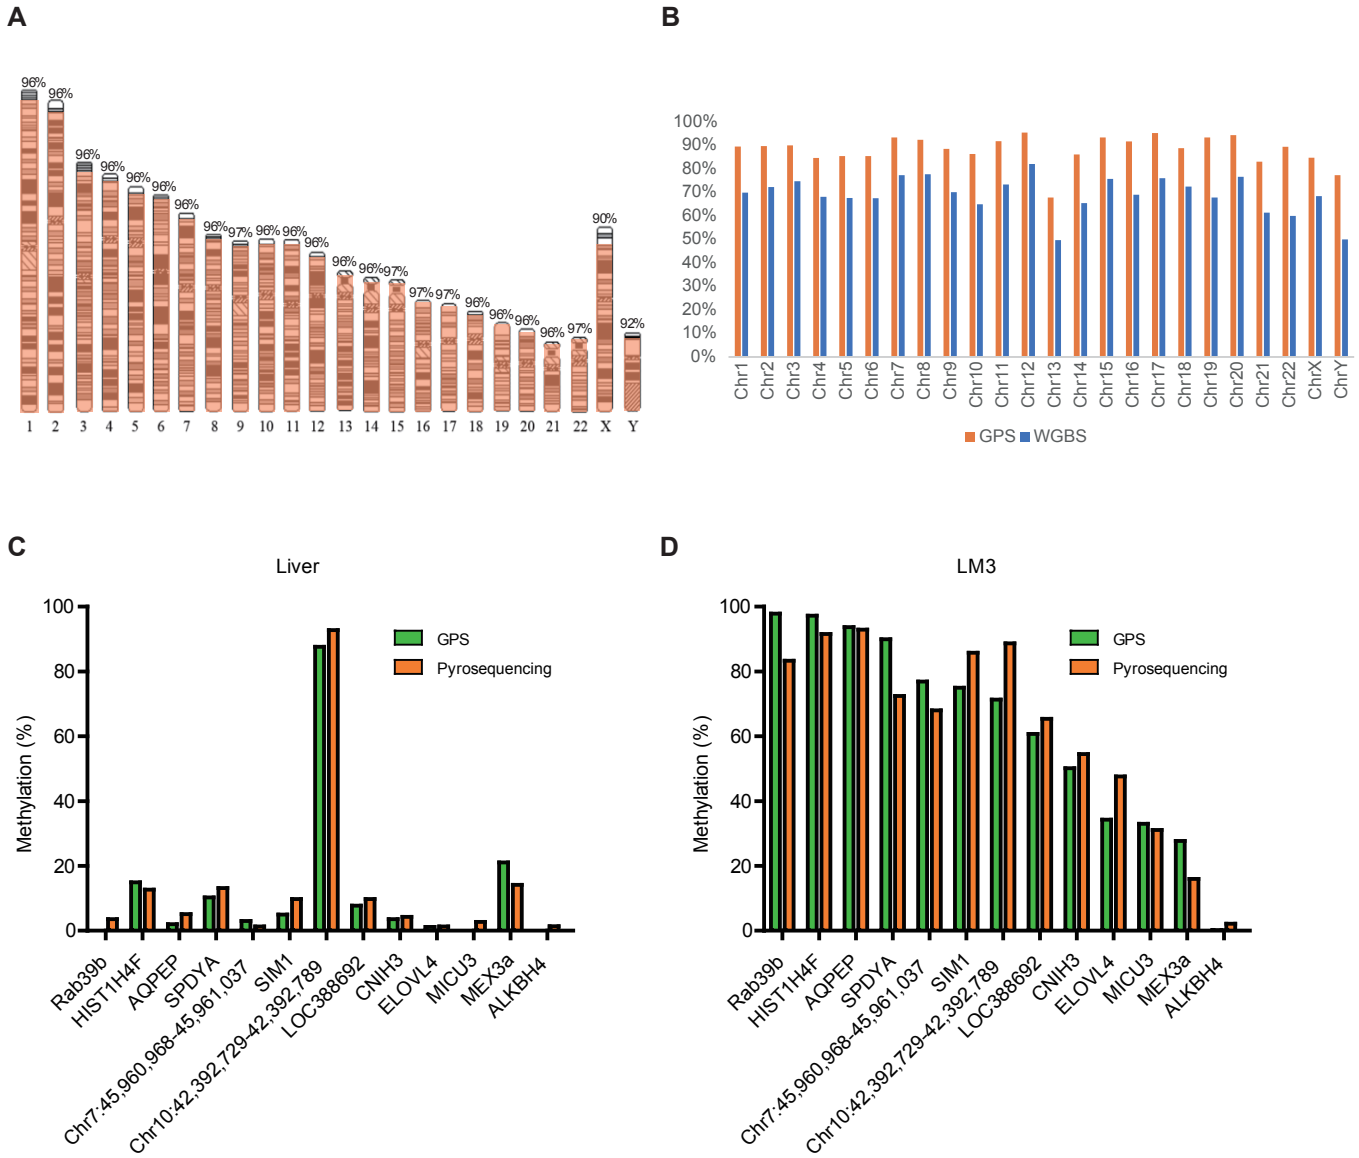 A
96%
96%
96%
96%
96%
96%
96%
96%
97%
96%
96%
96%
96%
96%
97%
97%
97%
96%
96%
96%
96%
97%
90%
92%
1 2 3 4 5 6 7 8 9 10 11 12 13 14 15 16 17 18 19 20 21 22 X Y
B
100%
90%
80%
70%
60%
50%
40%
30%
20%
10%
0%
Chr1
Chr2
Chr3
Chr4
Chr5
Chr6
Chr7
Chr8
Chr9
Chr10
Chr11
Chr12
Chr13
Chr14
Chr15
Chr16
Chr17
Chr18
Chr19
Chr20
Chr21
Chr22
ChrX
ChrY
GPS WGBS
C
Liver
Methylation (%)
100
80
60
40
20
0
GPS
Pyrosequencing
Rab39b
HIST1H4F
AQPEP
SPDYA
Chr7:45,960,968-45,961,037
SIM1
Chr10:42,392,729-42,392,789
LOC388692
CNIH3
ELOVL4
MICU3
MEX3a
ALKBH4
D
LM3
Methylation (%)
100
80
60
40
20
0
GPS
Pyrosequencing
Rab39b
HIST1H4F
AQPEP
SPDYA
Chr7:45,960,968-45,961,037
SIM1
Chr10:42,392,729-42,392,789
LOC388692
CNIH3
ELOVL4
MICU3
MEX3a
ALKBH4